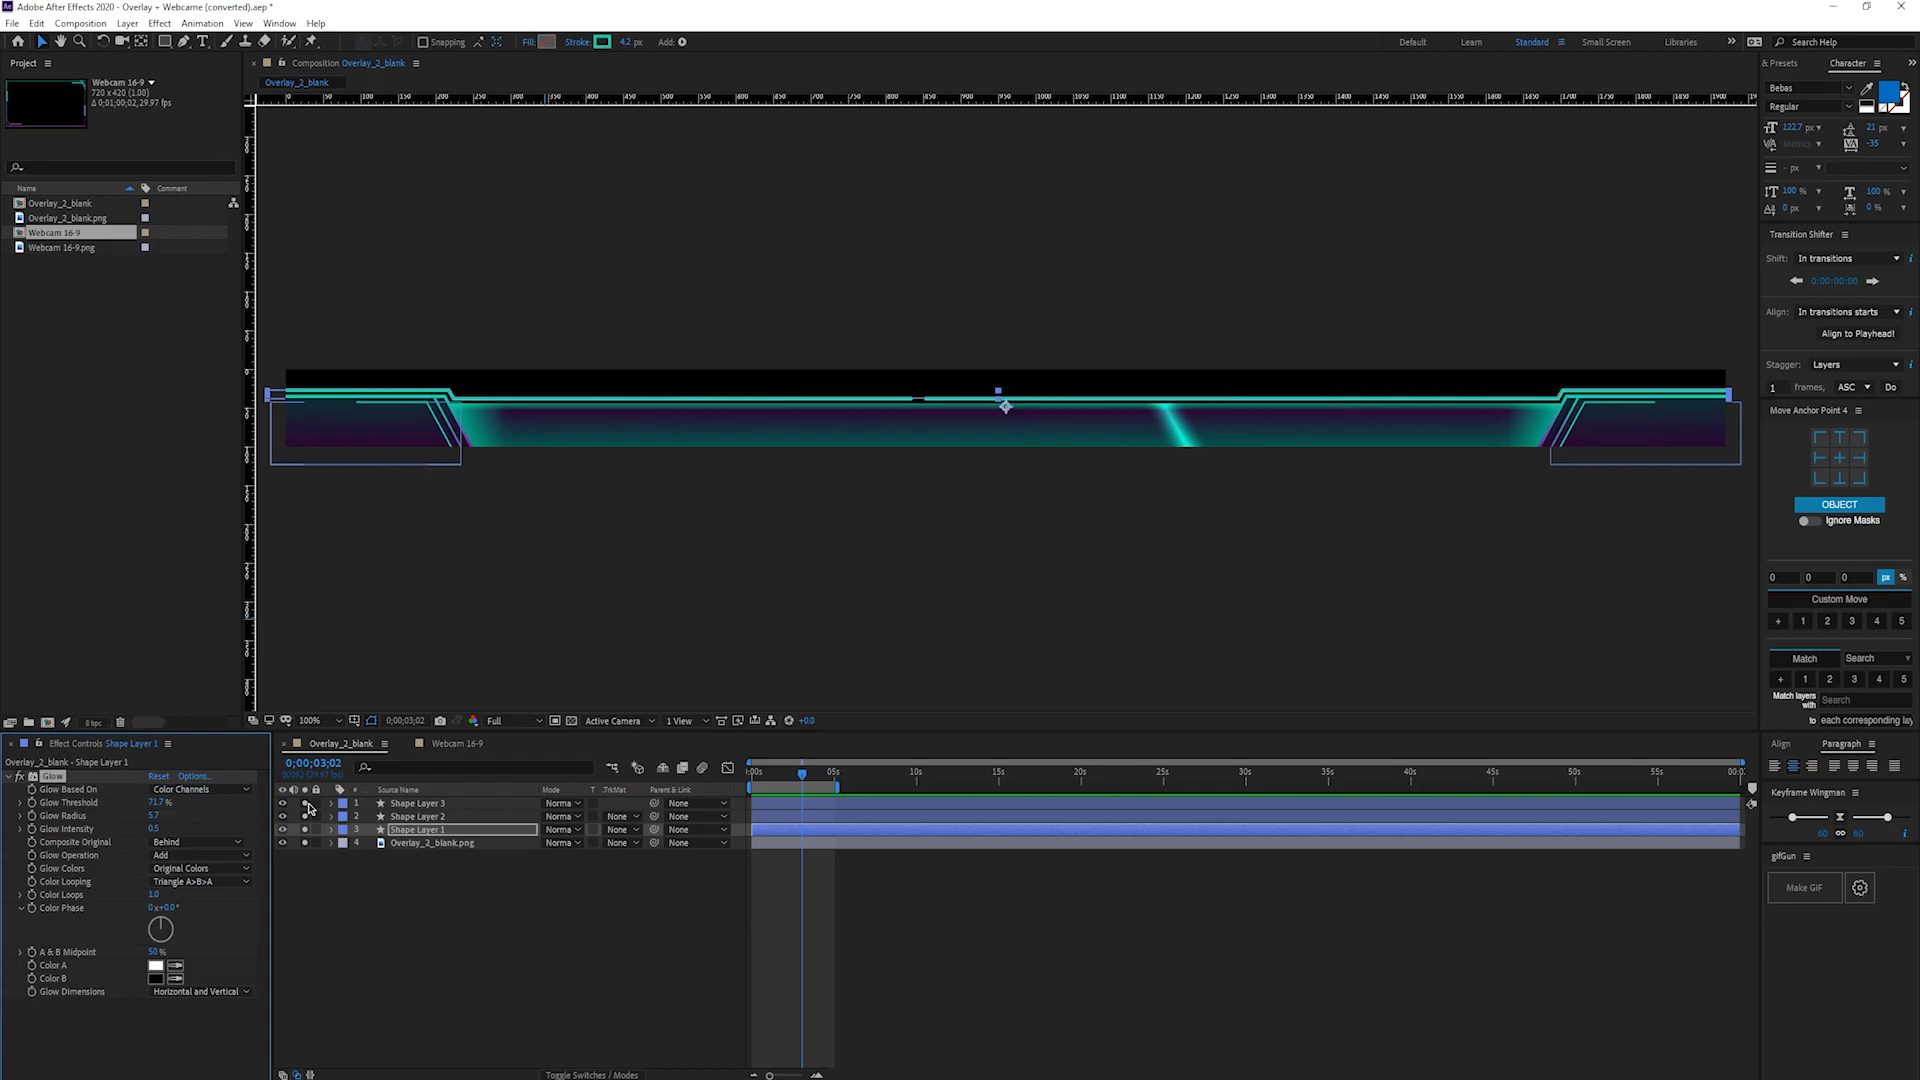 Adobe After Effects 2020 - Overlay + Webcame (converted).aep *
File Edit Composition Layer Effect Animation View Window Help
Snapping Fill: Stroke: 4.2 px Add:
Default Learn Standard Small Screen Libraries Search Help
Project
Webcam 16-9
720 x 420 (1.00)
Δ 0;01;00;02, 29.97 fps
Name Comment
Overlay_2_blank
Overlay_2_blank.png
Webcam 16-9
Webcam 16-9.png
8 bpc
Composition Overlay_2_blank
Overlay_2_blank
100% 0;00;03;02 Full Active Camera 1 View +0.0
Presets Character
Bebas
Regular
122.7 px 21 px
Metrics -35
- px
100 % 100 %
0 px 0 %
Transition Shifter
Shift: In transitions
0:00:00:00
Align: In transitions starts
Align to Playhead!
Stagger: Layers
1 frames, ASC Do
Move Anchor Point 4
OBJECT
Ignore Masks
0 0 0 px %
Custom Move
+ 1 2 3 4 5
Match Search
+ 1 2 3 4 5
Match layers with Search
to each corresponding lay
Align Paragraph
Keyframe Wingman
60 60
gifGun
Make GIF
Effect Controls Shape Layer 1
Overlay_2_blank - Shape Layer 1
fx Glow Reset Options...
Glow Based On Color Channels
Glow Threshold 71.7 %
Glow Radius 5.7
Glow Intensity 0.5
Composite Original Behind
Glow Operation Add
Glow Colors Original Colors
Color Looping Triangle A>B>A
Color Loops 1.0
Color Phase 0 x+0.0°
A & B Midpoint 50 %
Color A
Color B
Glow Dimensions Horizontal and Vertical
Overlay_2_blank Webcam 16-9
0;00;03;02
00092 (29.97 fps)
# Source Name Mode T .TrkMat Parent & Link
1 Shape Layer 3 Norma None
2 Shape Layer 2 Norma None None
3 Shape Layer 1 Norma None None
4 Overlay_2_blank.png Norma None None
:00s 05s 10s 15s 20s 25s 30s 35s 40s 45s 50s 55s
Toggle Switches / Modes